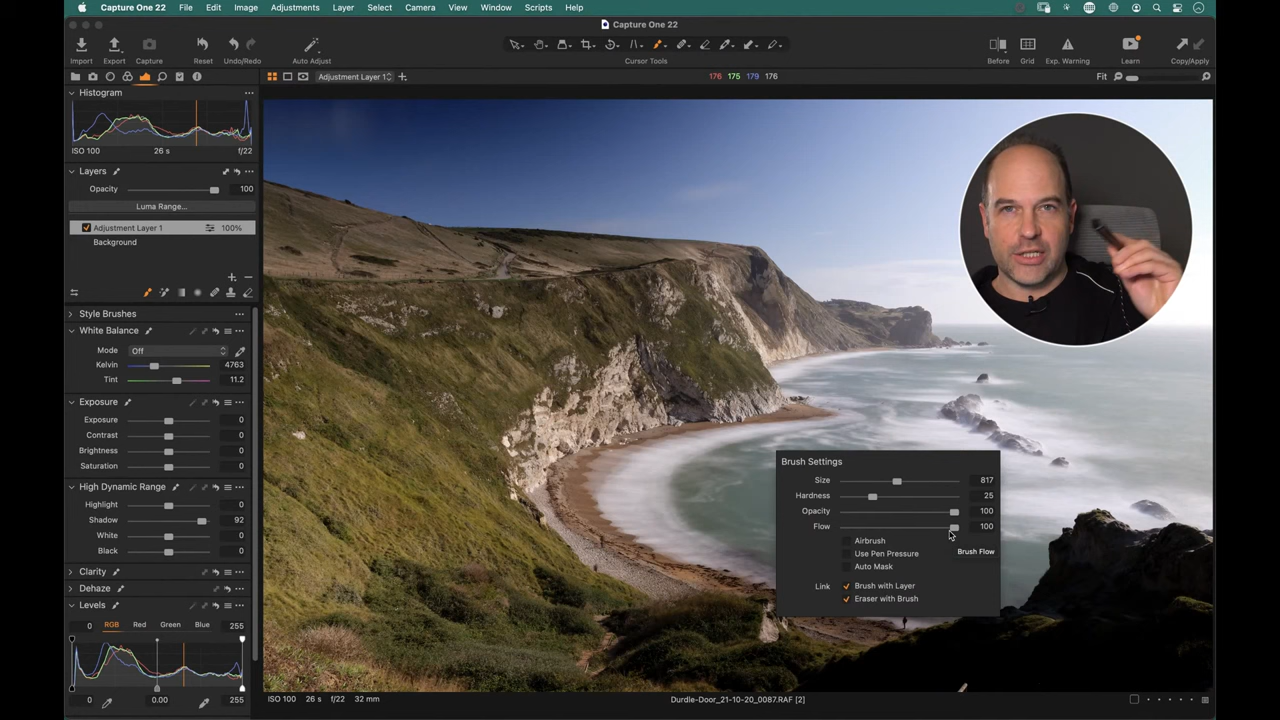 Capture One 22 File Edit Image Adjustments Layer Select Camera View Window Scripts Help
Capture One 22
Import Export Capture Reset Undo/Redo Auto Adjust Cursor Tools Before Grid Exp. Warning Learn Copy/Apply
Adjustment Layer 1 176 175 179 176 Fit
Histogram
ISO 100 26 s f/22
Layers
Opacity 100
Luma Range...
Adjustment Layer 1 100%
Background
Style Brushes
White Balance
Mode Off
Kelvin 4763
Tint 11.2
Exposure
Exposure 0
Contrast 0
Brightness 0
Saturation 0
High Dynamic Range
Highlight 0
Shadow 92
White 0
Black 0
Clarity
Dehaze
Levels
0 RGB Red Green Blue 255
0 0.00 255
Brush Settings
Size 817
Hardness 25
Opacity 100
Flow 100
Airbrush
Brush Flow
Use Pen Pressure
Auto Mask
Link Brush with Layer
Eraser with Brush
ISO 100 26 s f/22 32 mm Durdle-Door_21-10-20_0087.RAF [2]